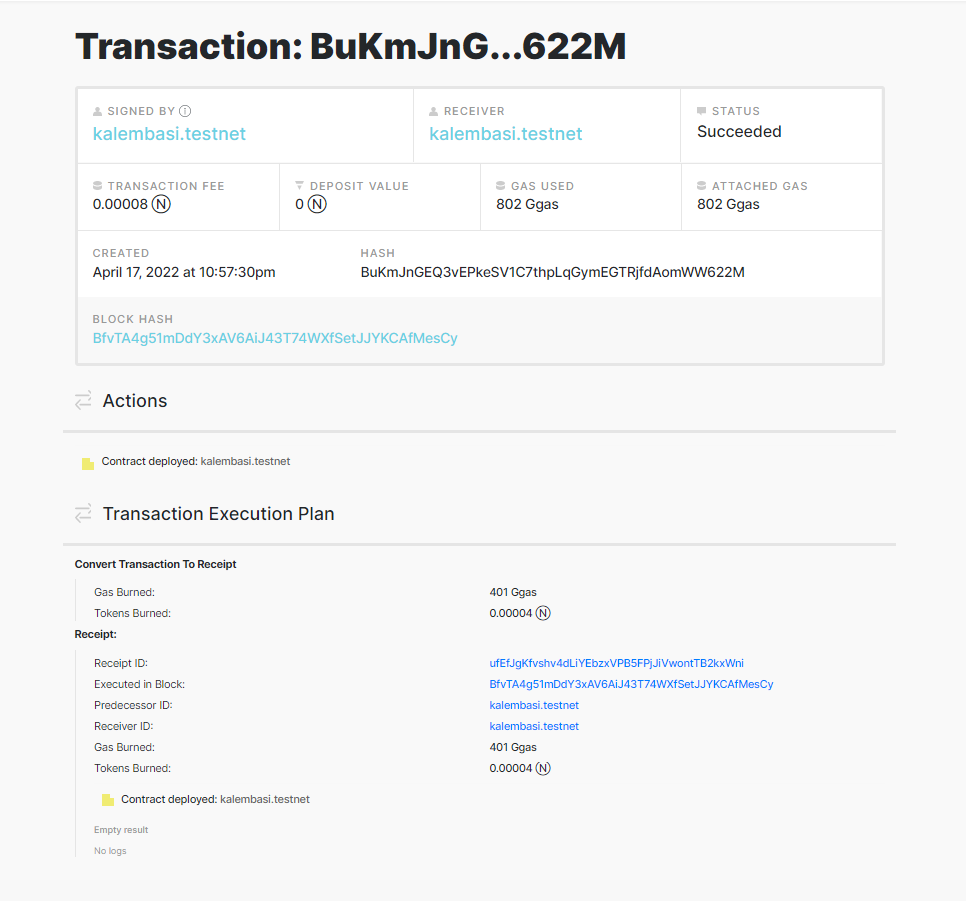 Transaction: BuKmJnG...622M
SIGNED BY
RECEIVER
STATUS
kalembasi.testnet
kalembasi.testnet
Succeeded
TRANSACTION FEE
DEPOSIT VALUE
GAS USED
ATTACHED GAS
0.00008 Ⓝ
0 Ⓝ
802 Ggas
802 Ggas
CREATED
HASH
April 17, 2022 at 10:57:30pm
BuKmJnGEQ3vEPkeSV1C7thpLqGymEGTRjfdAomWW622M
BLOCK HASH
BfvTA4g51mDdY3xAV6AiJ43T74WXfSetJJYKCAfMesCy
Actions
Contract deployed: kalembasi.testnet
Transaction Execution Plan
Convert Transaction To Receipt
Gas Burned: 401 Ggas
Tokens Burned: 0.00004 Ⓝ
Receipt:
Receipt ID: ufEfJgKfvshv4dLiYEbzxVPB5FPjJiVwontTB2kxWni
Executed in Block: BfvTA4g51mDdY3xAV6AiJ43T74WXfSetJJYKCAfMesCy
Predecessor ID: kalembasi.testnet
Receiver ID: kalembasi.testnet
Gas Burned: 401 Ggas
Tokens Burned: 0.00004 Ⓝ
Contract deployed: kalembasi.testnet
Empty result
No logs